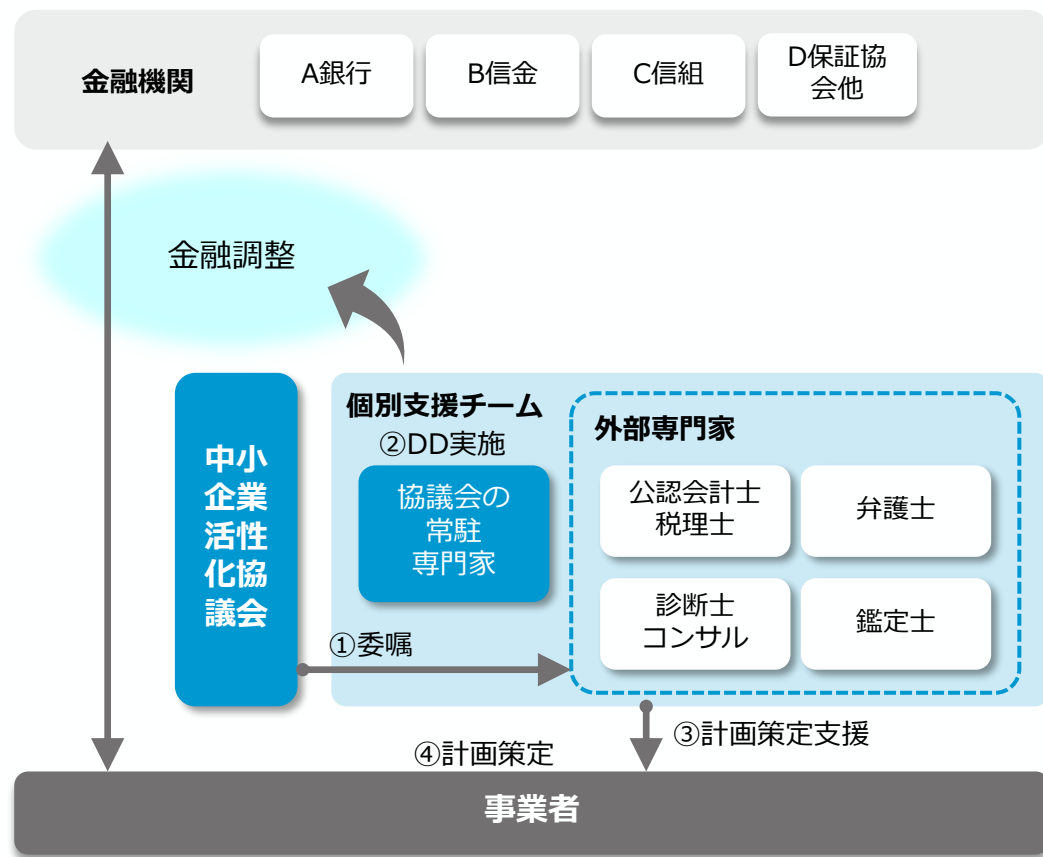 金融機関
A銀行
B信金
C信組
D保証協
会他
金融調整
中小
企業
活性
化協
議会
個別支援チーム
②DD実施
協議会の
常駐
専門家
外部専門家
公認会計士
税理士
弁護士
診断士
コンサル
鑑定士
①委嘱
③計画策定支援
④計画策定
事業者